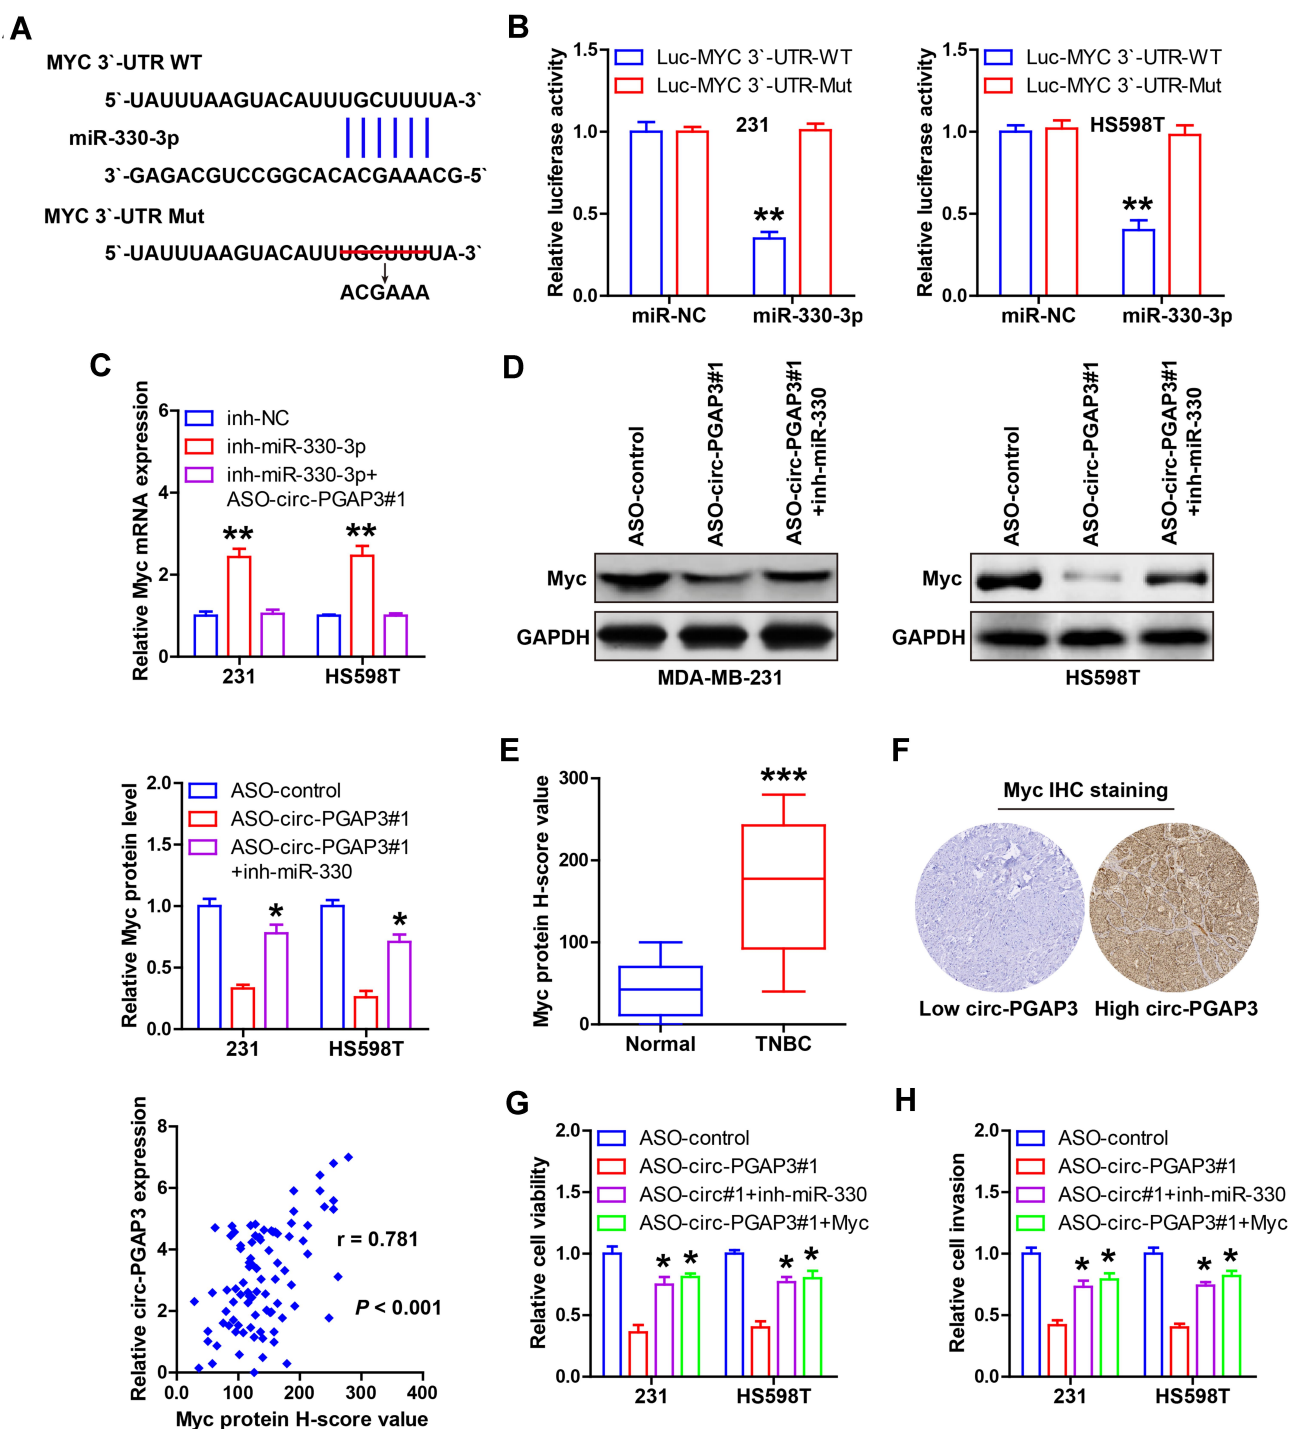 A
MYC 3`-UTR WT
5`-UAUUUAAGUACAUUUGCUUUUA-3`
miR-330-3p
3`-GAGACGUCCGGCACACGAAACG-5`
MYC 3`-UTR Mut
5`-UAUUUAAGUACAUUUGCUUUUA-3`
ACGAAA
B
Relative luciferase activity
1.5
1.0
0.5
0.0
Luc-MYC 3`-UTR-WT
Luc-MYC 3`-UTR-Mut
231
**
miR-NC
miR-330-3p
Relative luciferase activity
1.5
1.0
0.5
0.0
Luc-MYC 3`-UTR-WT
Luc-MYC 3`-UTR-Mut
HS598T
**
miR-NC
miR-330-3p
C
Relative Myc mRNA expression
6
4
2
0
inh-NC
inh-miR-330-3p
inh-miR-330-3p+
ASO-circ-PGAP3#1
**
**
231
HS598T
D
ASO-control
ASO-circ-PGAP3#1
ASO-circ-PGAP3#1
+inh-miR-330
Myc
GAPDH
MDA-MB-231
ASO-control
ASO-circ-PGAP3#1
ASO-circ-PGAP3#1
+inh-miR-330
Myc
GAPDH
HS598T
Relative Myc protein level
2.0
1.5
1.0
0.5
0.0
ASO-control
ASO-circ-PGAP3#1
ASO-circ-PGAP3#1
+inh-miR-330
*
*
231
HS598T
E
Myc protein H-score value
300
200
100
0
***
Normal
TNBC
F
Myc IHC staining
Low circ-PGAP3
High circ-PGAP3
Relative circ-PGAP3 expression
8
6
4
2
0
r = 0.781
P < 0.001
0.0
100
200
300
400
Myc protein H-score value
G
Relative cell viability
2.0
1.5
1.0
0.5
0.0
ASO-control
ASO-circ-PGAP3#1
ASO-circ#1+inh-miR-330
ASO-circ-PGAP3#1+Myc
*
*
*
*
231
HS598T
H
Relative cell invasion
2.0
1.5
1.0
0.5
0.0
ASO-control
ASO-circ-PGAP3#1
ASO-circ#1+inh-miR-330
ASO-circ-PGAP3#1+Myc
*
*
*
*
231
HS598T